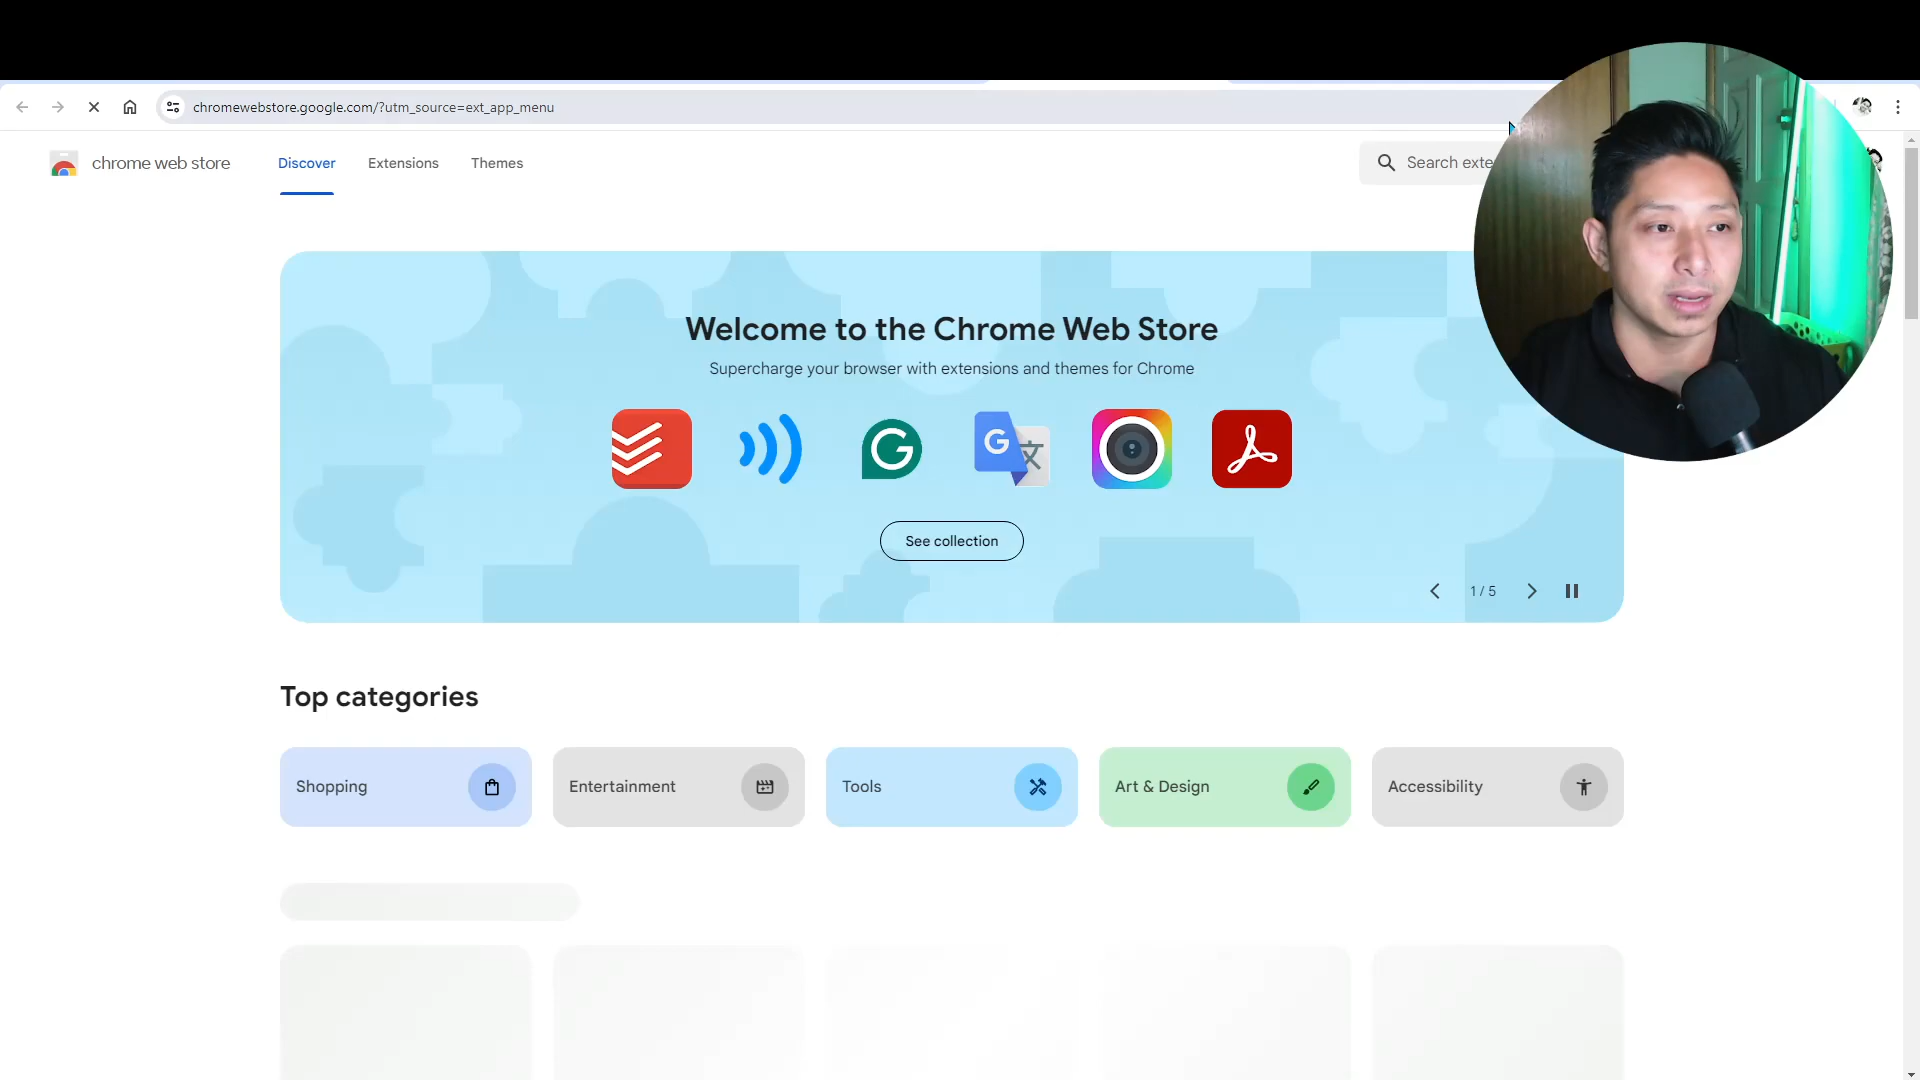 chromewebstore.google.com/?utm_source=ext_app_menu
chrome web store
Discover
Extensions
Themes
Search exte
Welcome to the Chrome Web Store
Supercharge your browser with extensions and themes for Chrome
See collection
1 / 5
Top categories
Shopping
Entertainment
Tools
Art & Design
Accessibility